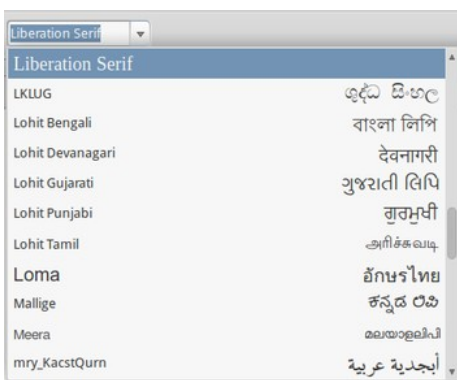 Liberation Serif
Liberation Serif
LKLUG ශුද්ධ සිංහල
Lohit Bengali বাংলা লিপি
Lohit Devanagari देवनागरी
Lohit Gujarati ગુજરાતી લિપિ
Lohit Punjabi ਗੁਰਮੁਖੀ
Lohit Tamil அரிச்சுவடி
Loma อักษรไทย
Mallige ಕನ್ನಡ ಲಿಪಿ
Meera മലയാളലിപി
mry_KacstQurn أبجدية عربية